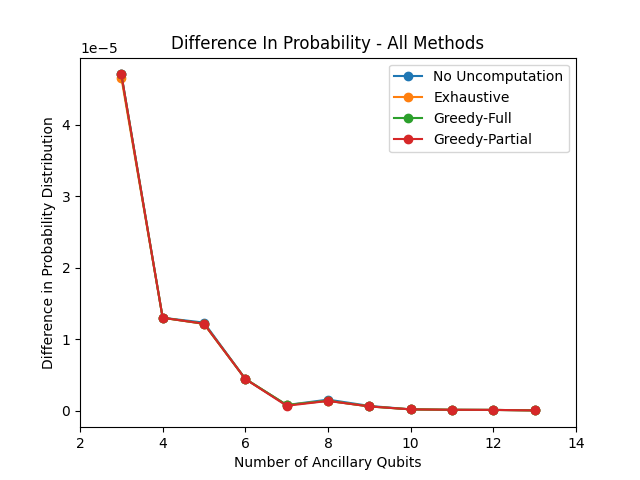 Difference In Probability - All Methods
1e−5
No Uncomputation
Exhaustive
Greedy-Full
Greedy-Partial
Difference in Probability Distribution
4
3
2
1
0
2 4 6 8 10 12 14
Number of Ancillary Qubits